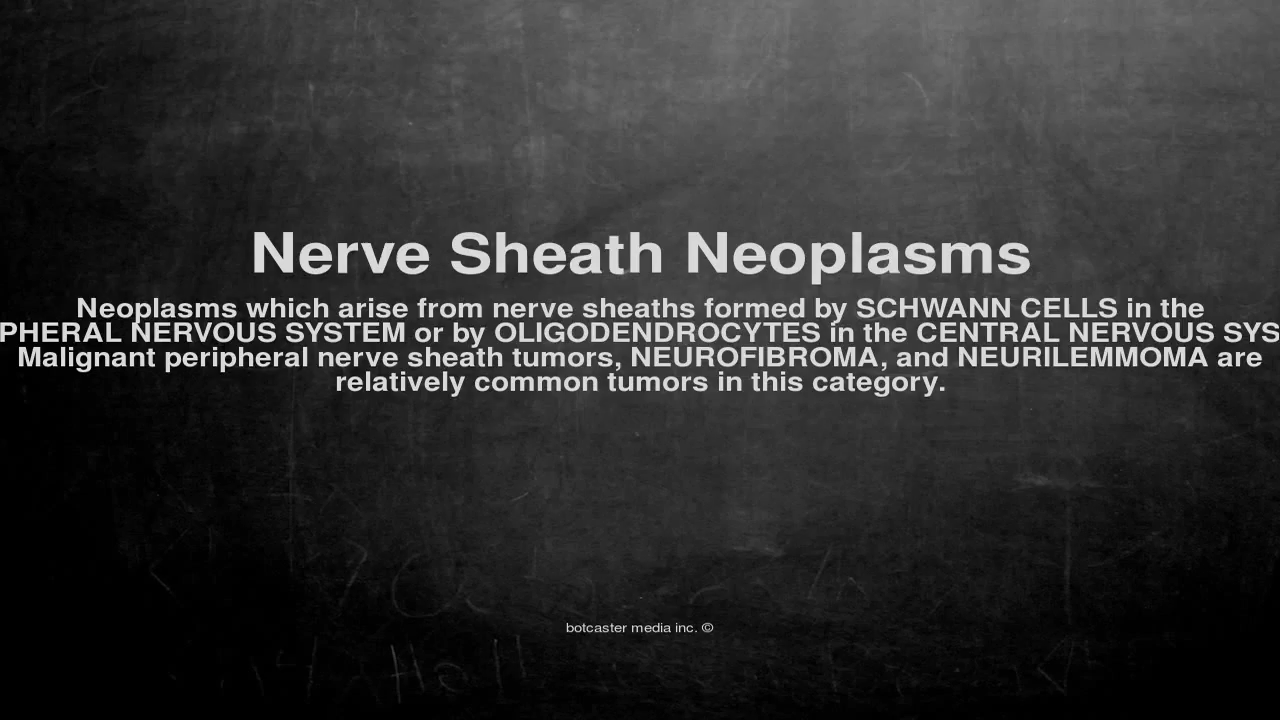 Nerve Sheath Neoplasms
Neoplasms which arise from nerve sheaths formed by SCHWANN CELLS in the
PHERAL NERVOUS SYSTEM or by OLIGODENDROCYTES in the CENTRAL NERVOUS SYS
Malignant peripheral nerve sheath tumors, NEUROFIBROMA, and NEURILEMMOMA are
relatively common tumors in this category.
botcaster media inc. ©